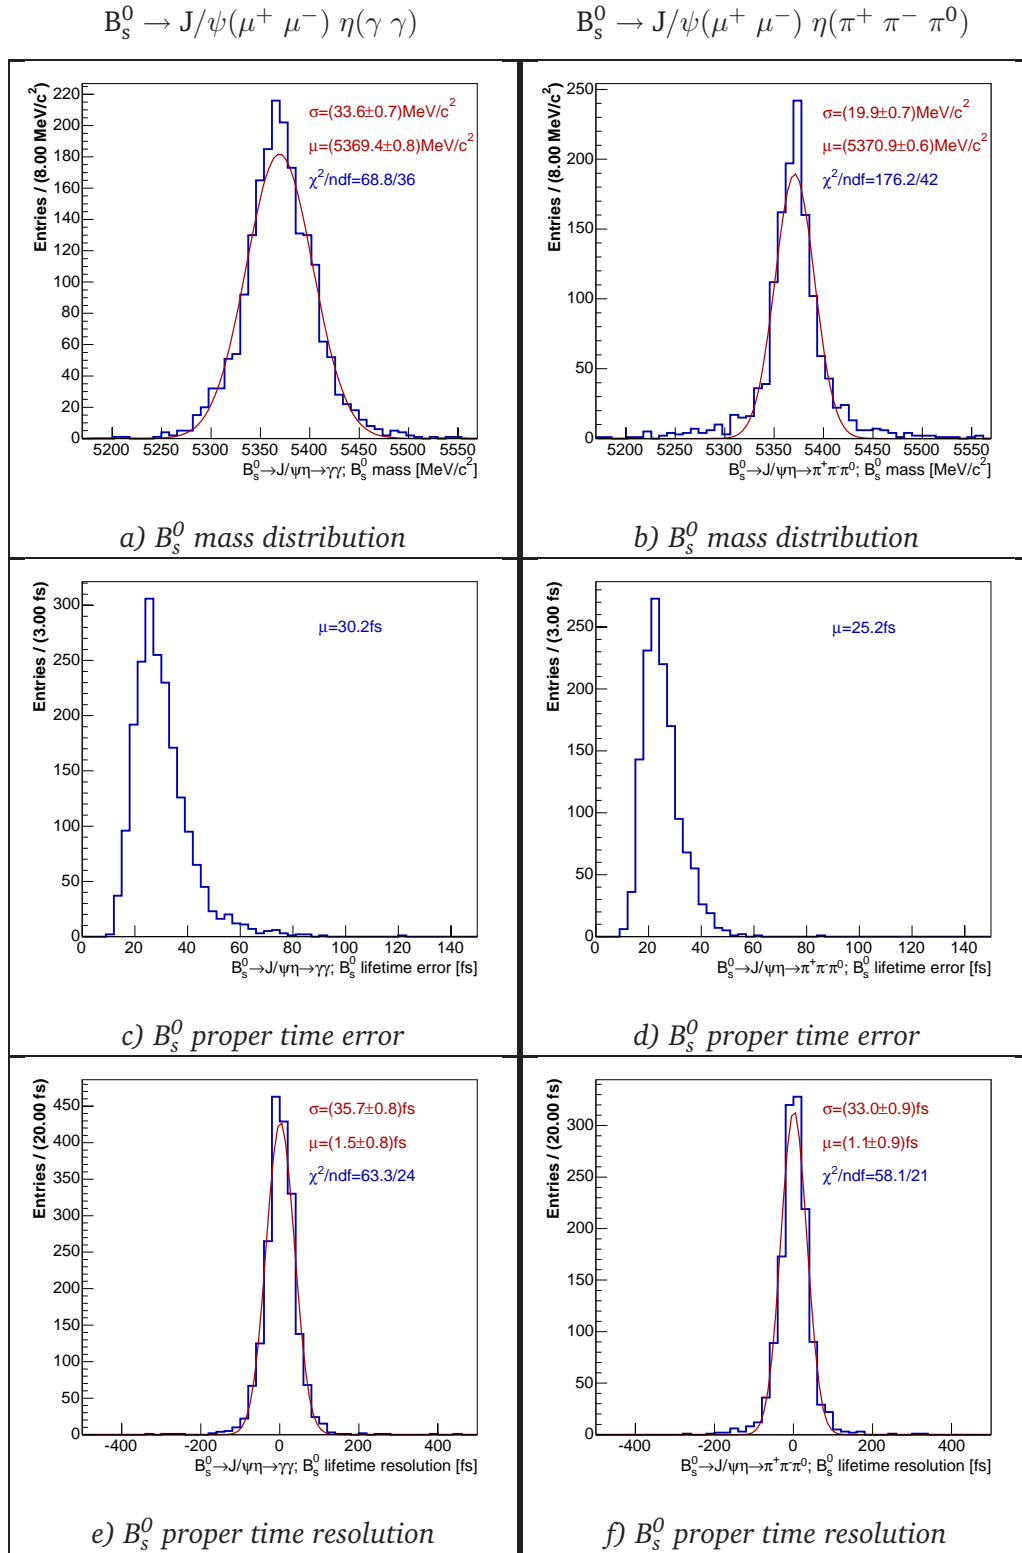 B⁰ₛ → J/ψ(μ⁺ μ⁻) η(γ γ)
B⁰ₛ → J/ψ(μ⁺ μ⁻) η(π⁺ π⁻ π⁰)
Entries / (8.00 MeV/c²)
220
200
180
160
140
120
100
80
60
40
20
0
σ=(33.6±0.7)MeV/c²
μ=(5369.4±0.8)MeV/c²
χ²/ndf=68.8/36
5200 5250 5300 5350 5400 5450 5500 5550
B⁰ₛ→J/ψη→γγ; B⁰ₛ mass [MeV/c²]
a) B⁰ₛ mass distribution
Entries / (8.00 MeV/c²)
250
200
150
100
50
0
σ=(19.9±0.7)MeV/c²
μ=(5370.9±0.6)MeV/c²
χ²/ndf=176.2/42
5200 5250 5300 5350 5400 5450 5500 5550
B⁰ₛ→J/ψη→π⁺π⁻π⁰; B⁰ₛ mass [MeV/c²]
b) B⁰ₛ mass distribution
Entries / (3.00 fs)
300
250
200
150
100
50
0
μ=30.2fs
0 20 40 60 80 100 120 140
B⁰ₛ→J/ψη→γγ; B⁰ₛ lifetime error [fs]
c) B⁰ₛ proper time error
Entries / (3.00 fs)
250
200
150
100
50
0
μ=25.2fs
0 20 40 60 80 100 120 140
B⁰ₛ→J/ψη→π⁺π⁻π⁰; B⁰ₛ lifetime error [fs]
d) B⁰ₛ proper time error
Entries / (20.00 fs)
450
400
350
300
250
200
150
100
50
0
σ=(35.7±0.8)fs
μ=(1.5±0.8)fs
χ²/ndf=63.3/24
-400 -200 0 200 400
B⁰ₛ→J/ψη→γγ; B⁰ₛ lifetime resolution [fs]
e) B⁰ₛ proper time resolution
Entries / (20.00 fs)
300
250
200
150
100
50
0
σ=(33.0±0.9)fs
μ=(1.1±0.9)fs
χ²/ndf=58.1/21
-400 -200 0 200 400
B⁰ₛ→J/ψη→π⁺π⁻π⁰; B⁰ₛ lifetime resolution [fs]
f) B⁰ₛ proper time resolution